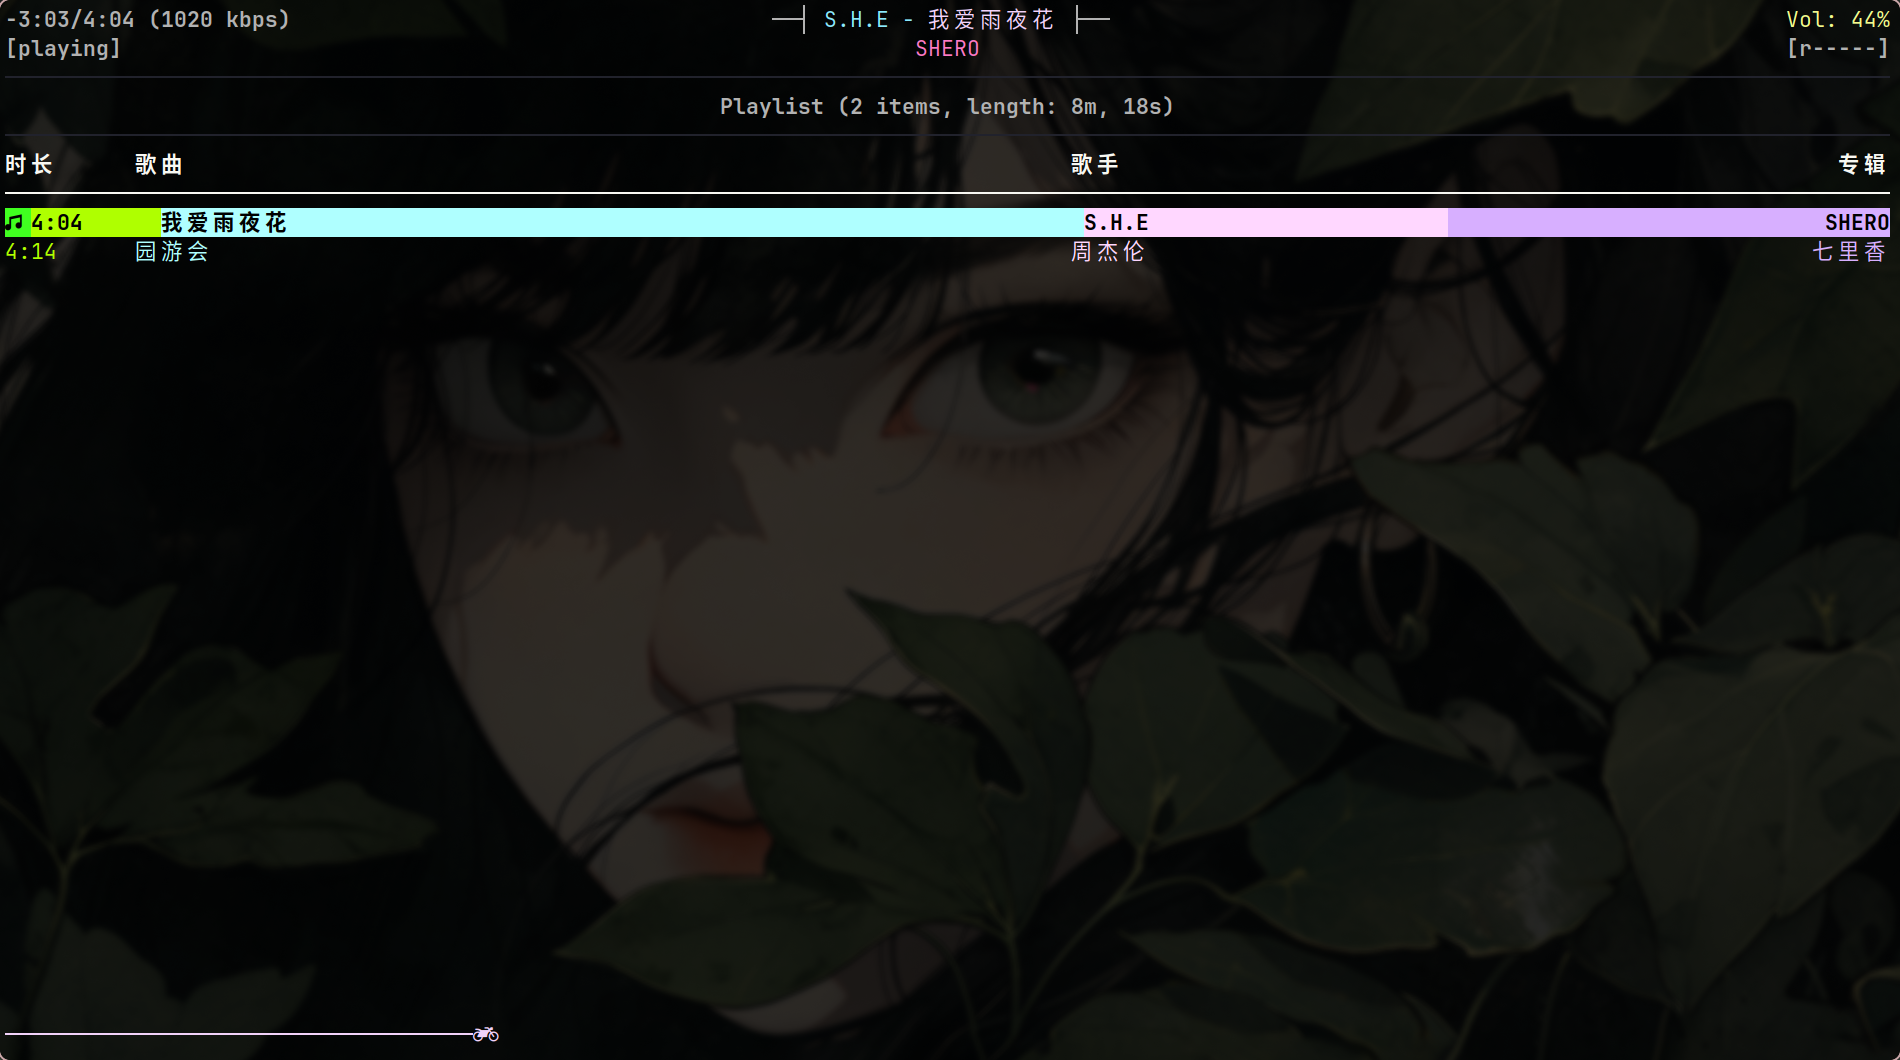 -3:03/4:04 (1020 kbps) S.H.E - 我爱雨夜花 Vol: 44%
[playing] SHERO [r-----]
Playlist (2 items, length: 8m, 18s)
时长 歌曲 歌手 专辑
4:04 我爱雨夜花 S.H.E SHERO
4:14 园游会 周杰伦 七里香